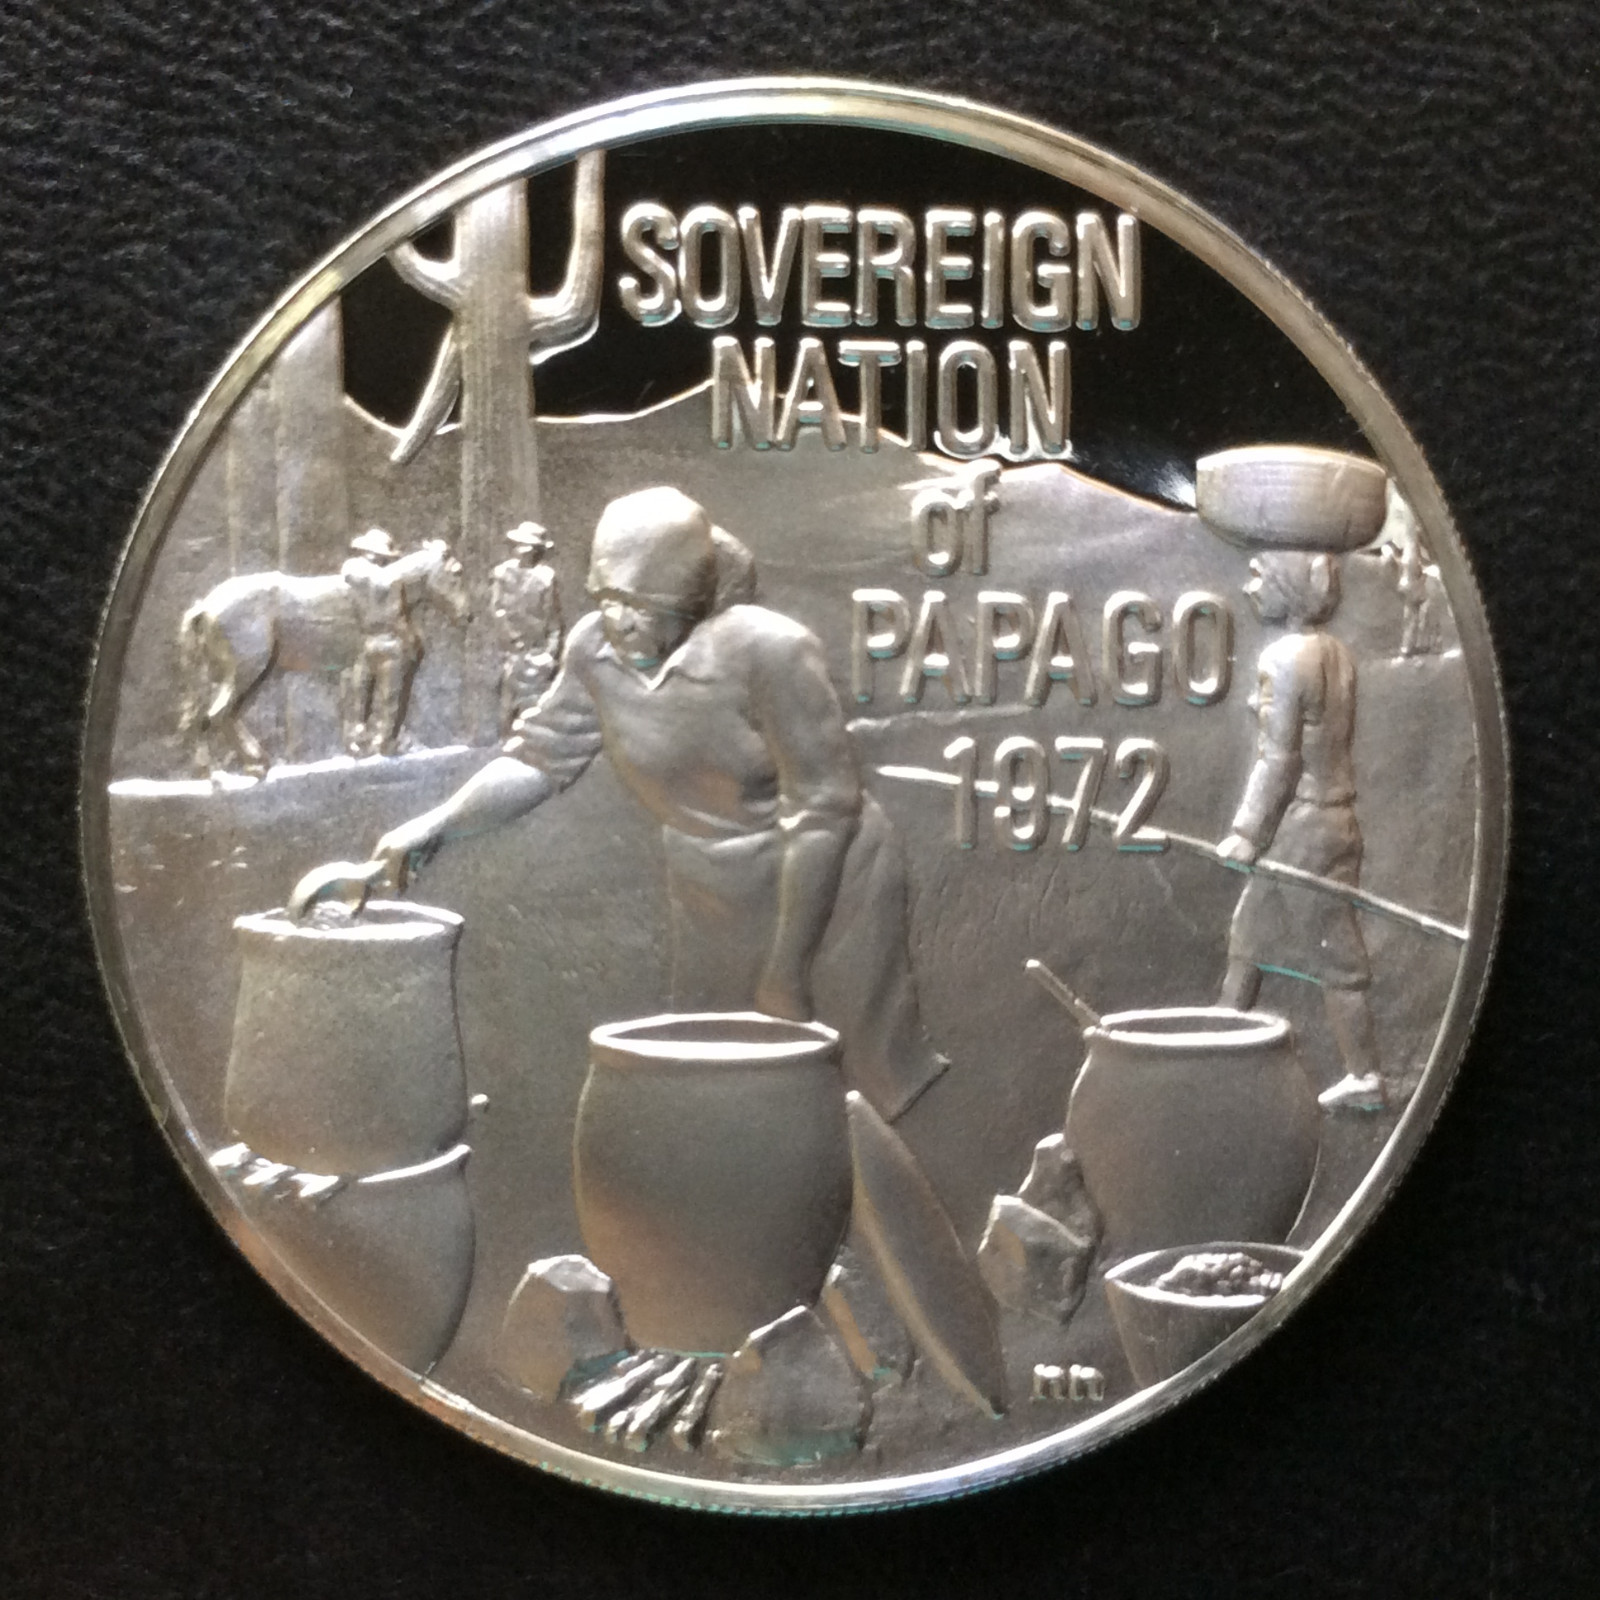 SOVEREIGN
NATION
of
PAPAGO
1972